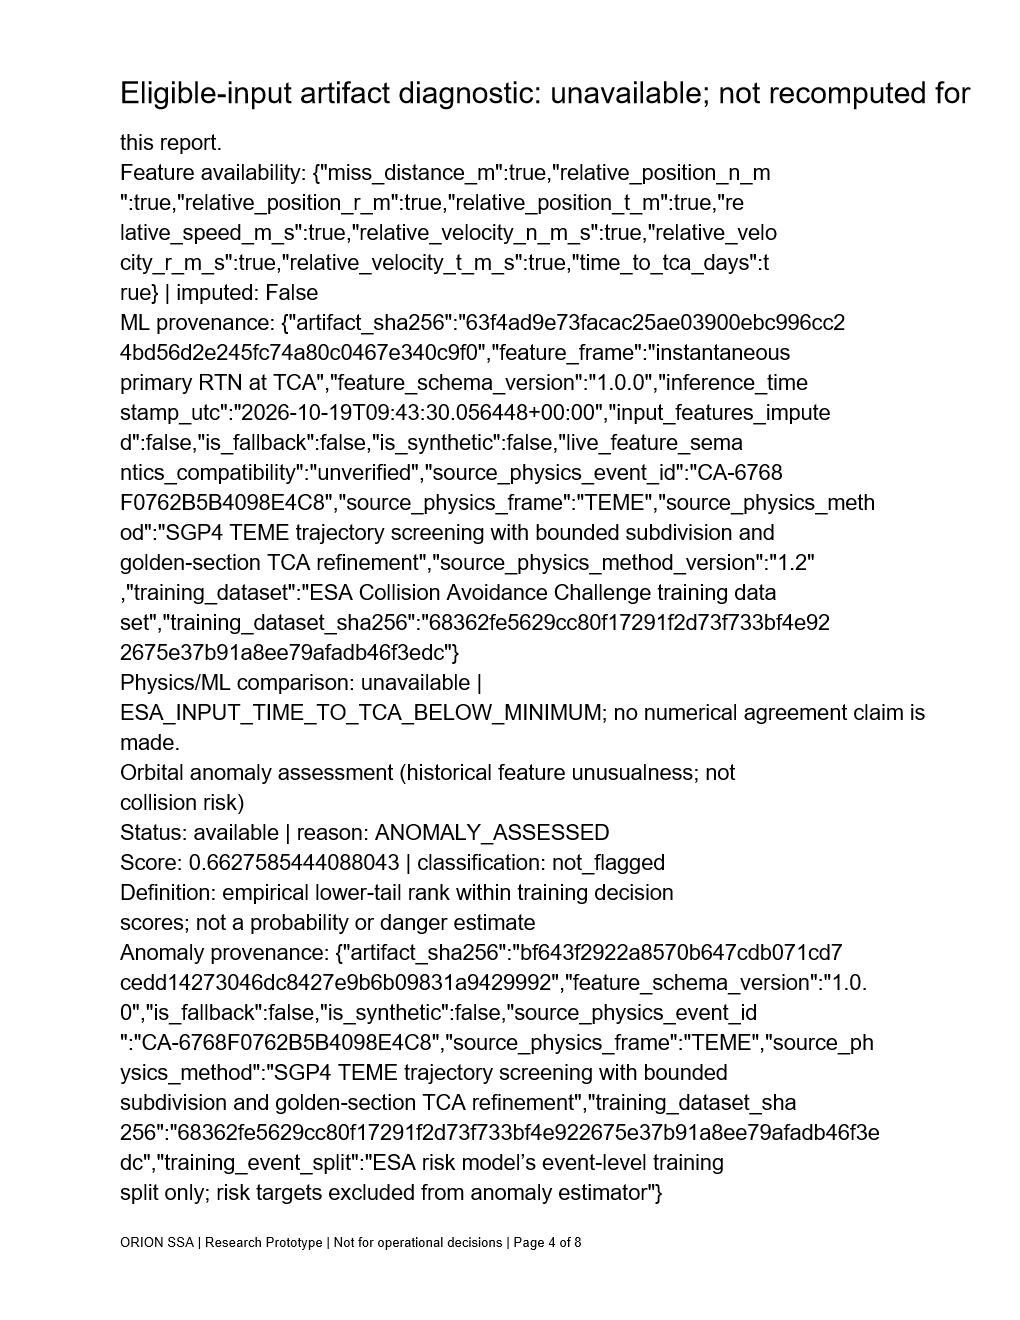 Eligible-input artifact diagnostic: unavailable; not recomputed for
this report.
Feature availability: {"miss_distance_m":true,"relative_position_n_m
":true,"relative_position_r_m":true,"relative_position_t_m":true,"re
lative_speed_m_s":true,"relative_velocity_n_m_s":true,"relative_velo
city_r_m_s":true,"relative_velocity_t_m_s":true,"time_to_tca_days":t
rue} | imputed: False
ML provenance: {"artifact_sha256":"63f4ad9e73facac25ae03900ebc996cc2
4bd56d2e245fc74a80c0467e340c9f0","feature_frame":"instantaneous
primary RTN at TCA","feature_schema_version":"1.0.0","inference_time
stamp_utc":"2026-10-19T09:43:30.056448+00:00","input_features_impute
d":false,"is_fallback":false,"is_synthetic":false,"live_feature_sema
ntics_compatibility":"unverified","source_physics_event_id":"CA-6768
F0762B5B4098E4C8","source_physics_frame":"TEME","source_physics_meth
od":"SGP4 TEME trajectory screening with bounded subdivision and
golden-section TCA refinement","source_physics_method_version":"1.2"
,"training_dataset":"ESA Collision Avoidance Challenge training data
set","training_dataset_sha256":"68362fe5629cc80f17291f2d73f733bf4e92
2675e37b91a8ee79afadb46f3edc"}
Physics/ML comparison: unavailable |
ESA_INPUT_TIME_TO_TCA_BELOW_MINIMUM; no numerical agreement claim is
made.
Orbital anomaly assessment (historical feature unusualness; not
collision risk)
Status: available | reason: ANOMALY_ASSESSED
Score: 0.6627585444088043 | classification: not_flagged
Definition: empirical lower-tail rank within training decision
scores; not a probability or danger estimate
Anomaly provenance: {"artifact_sha256":"bf643f2922a8570b647cdb071cd7
cedd14273046dc8427e9b6b09831a9429992","feature_schema_version":"1.0.
0","is_fallback":false,"is_synthetic":false,"source_physics_event_id
":"CA-6768F0762B5B4098E4C8","source_physics_frame":"TEME","source_ph
ysics_method":"SGP4 TEME trajectory screening with bounded
subdivision and golden-section TCA refinement","training_dataset_sha
256":"68362fe5629cc80f17291f2d73f733bf4e922675e37b91a8ee79afadb46f3e
dc","training_event_split":"ESA risk model’s event-level training
split only; risk targets excluded from anomaly estimator"}
ORION SSA | Research Prototype | Not for operational decisions | Page 4 of 8